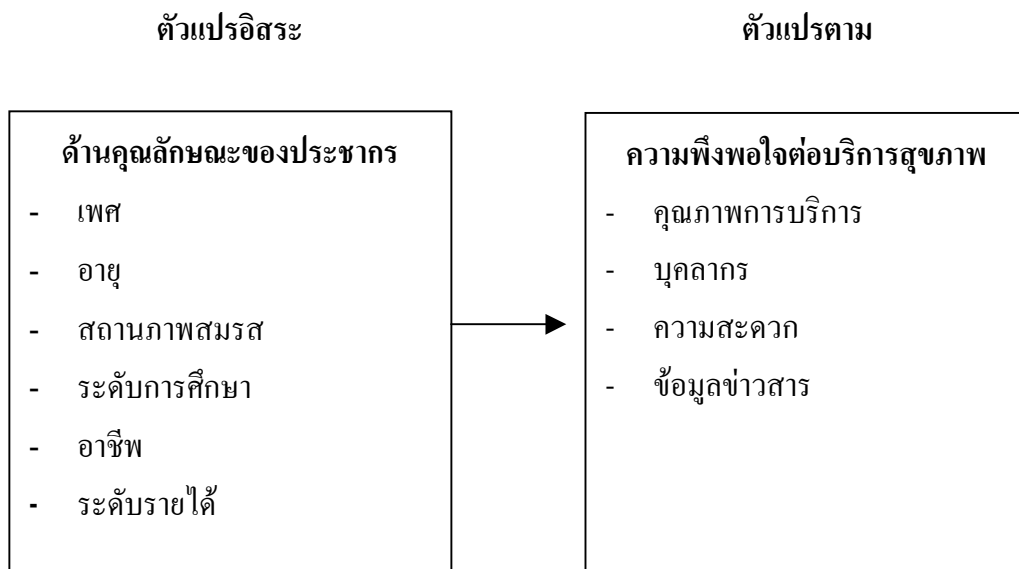 ตัวแปรอิสระ
ตัวแปรตาม
ด้านคุณลักษณะของประชากร
- เพศ
- อายุ
- สถานภาพสมรส
- ระดับการศึกษา
- อาชีพ
- ระดับรายได้
ความพึงพอใจต่อบริการสุขภาพ
- คุณภาพการบริการ
- บุคลากร
- ความสะดวก
- ข้อมูลข่าวสาร